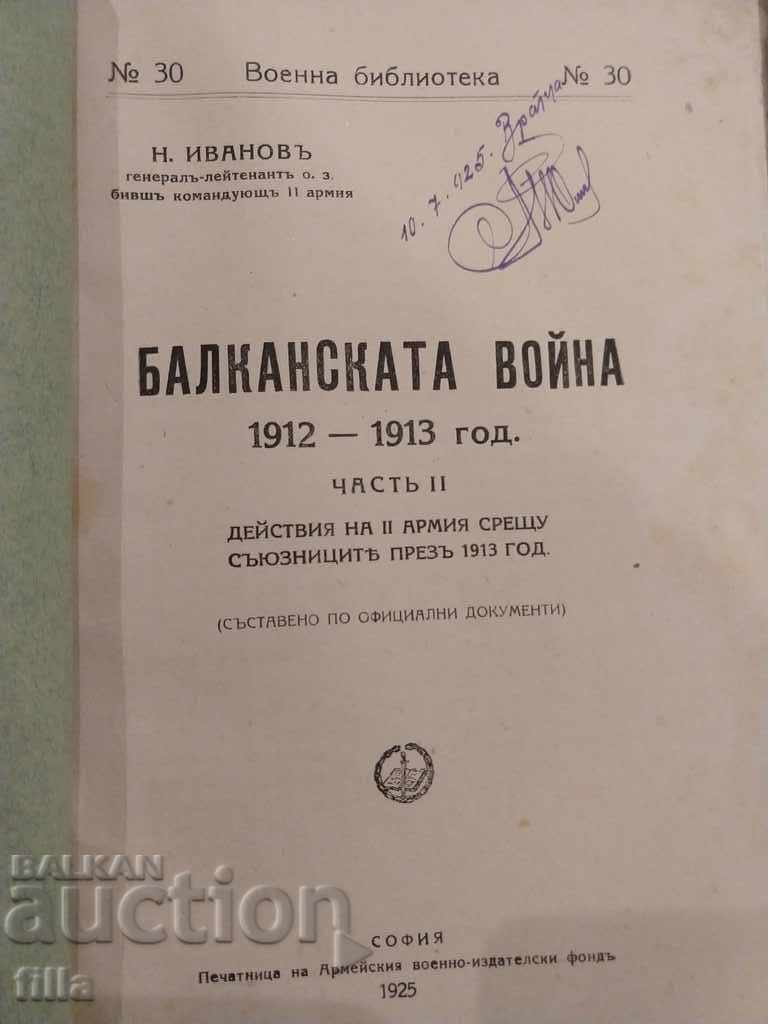 № 30 Военна библиотека № 30
10. 7. 925. Враца
Н. ИВАНОВЪ
генералъ-лейтенантъ о. з.
бившъ командующъ II армия
БАЛКАНСКАТА ВОЙНА
1912 — 1913 год.
ЧАСТЬ II
ДЕЙСТВИЯ НА II АРМИЯ СРЕЩУ
СЪЮЗНИЦИТѢ ПРЕЗЪ 1913 ГОД.
(СЪСТАВЕНО ПО ОФИЦИАЛНИ ДОКУМЕНТИ)
СОФИЯ
Печатница на Армейския военно-издателски фондъ
1925
BALKAN
auction
filla